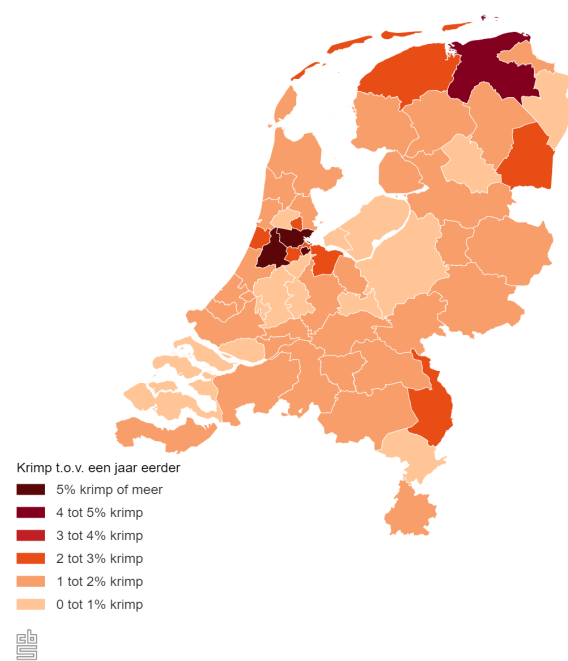 Krimp t.o.v. een jaar eerder
5% krimp of meer
4 tot 5% krimp
3 tot 4% krimp
2 tot 3% krimp
1 tot 2% krimp
0 tot 1% krimp
cbs